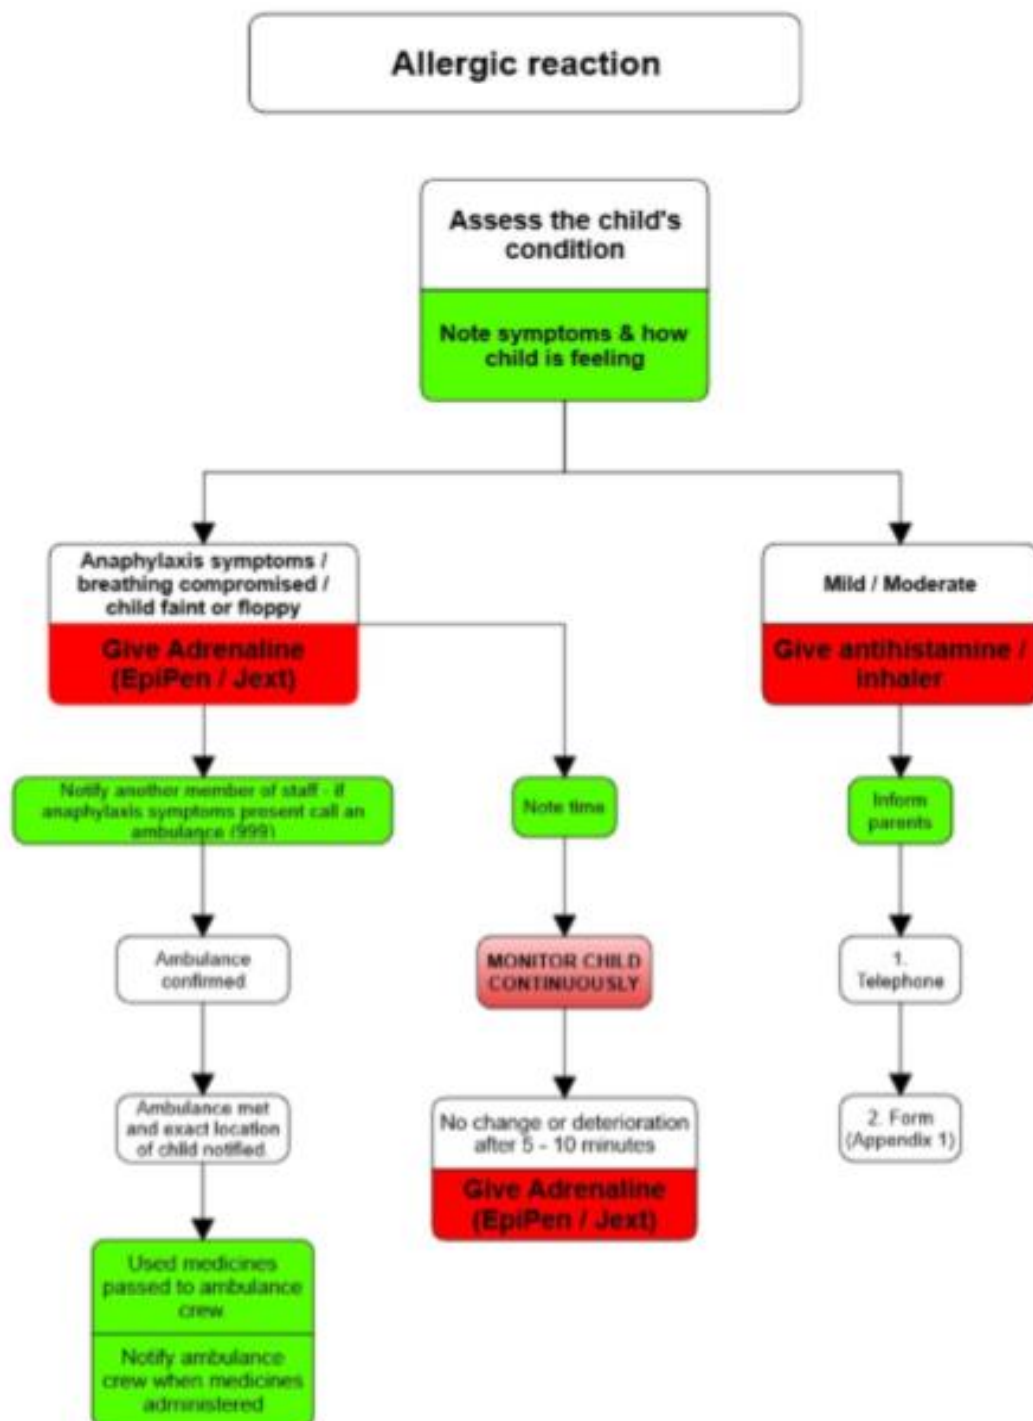 Allergic reaction
Assess the child's
condition
Note symptoms & how
child is feeling
Anaphylaxis symptoms /
breathing compromised /
child faint or floppy
Give Adrenaline
(EpiPen / Jext)
Mild / Moderate
Give antihistamine /
inhaler
Notify another member of staff - if
anaphylaxis symptoms present call an
ambulance (999)
Note time
Inform
parents
Ambulance
confirmed
MONITOR CHILD
CONTINUOUSLY
1.
Telephone
Ambulance met
and exact location
of child notified.
No change or deterioration
after 5 - 10 minutes
Give Adrenaline
(EpiPen / Jext)
2. Form
(Appendix 1)
Used medicines
passed to ambulance
crew
Notify ambulance
crew when medicines
administered